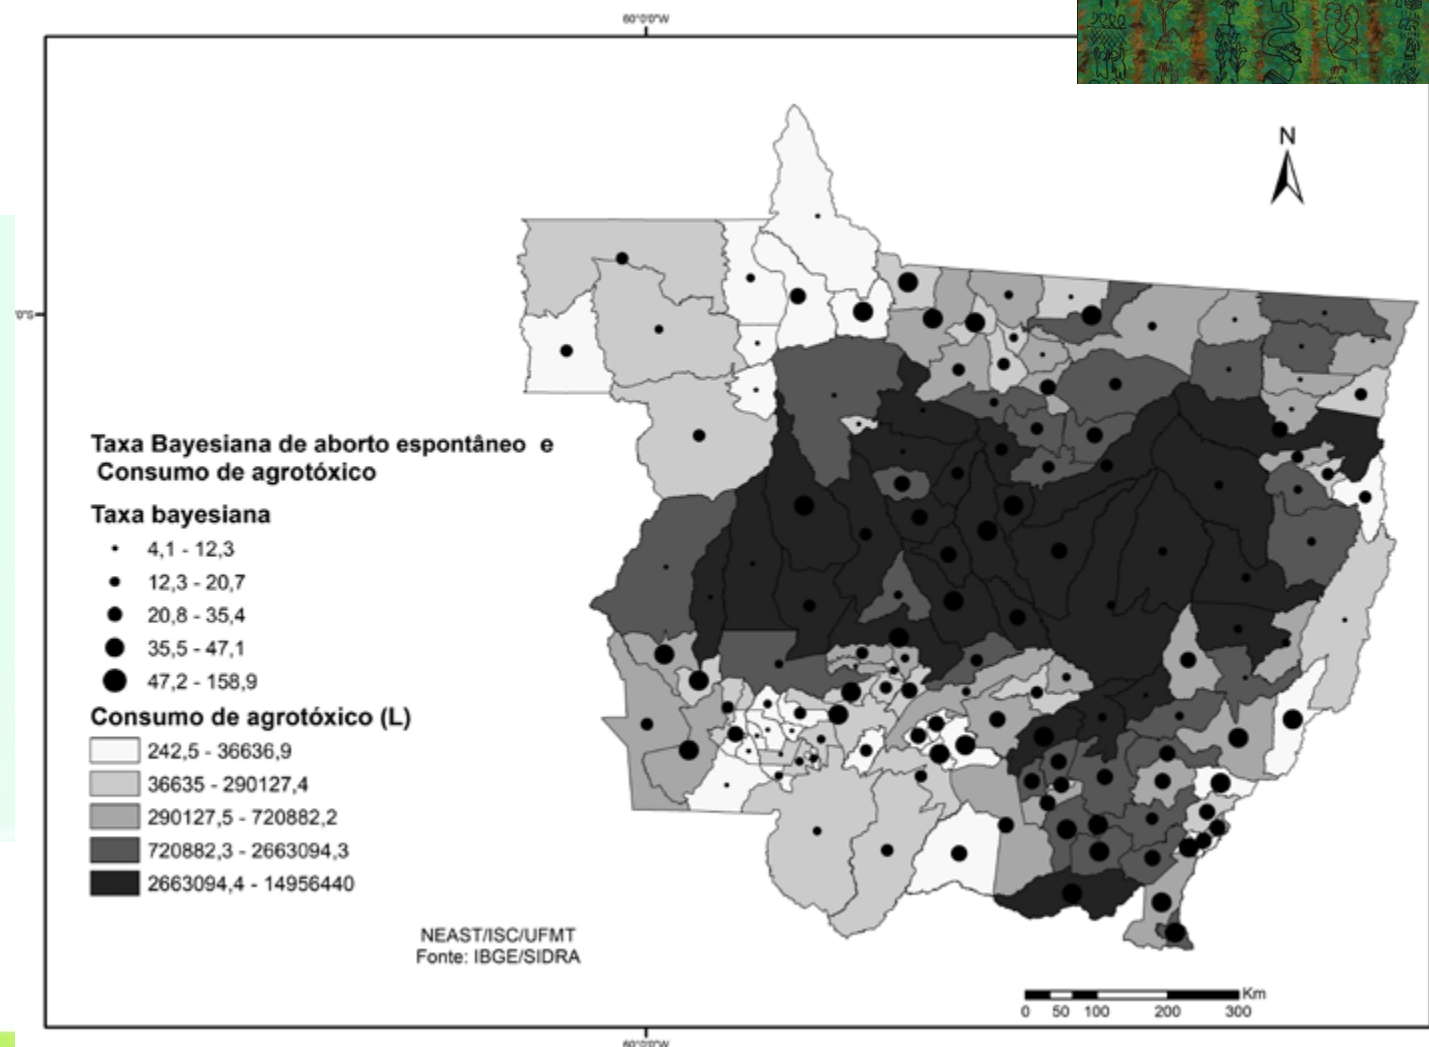 60°0'0"W
N
0'S
Taxa Bayesiana de aborto espontâneo e
Consumo de agrotóxico
Taxa bayesiana
4,1 - 12,3
12,3 - 20,7
20,8 - 35,4
35,5 - 47,1
47,2 - 158,9
Consumo de agrotóxico (L)
242,5 - 36636,9
36635 - 290127,4
290127,5 - 720882,2
720882,3 - 2663094,3
2663094,4 - 14956440
NEAST/ISC/UFMT
Fonte: IBGE/SIDRA
Km
0 50 100 200 300
60°0'0"W